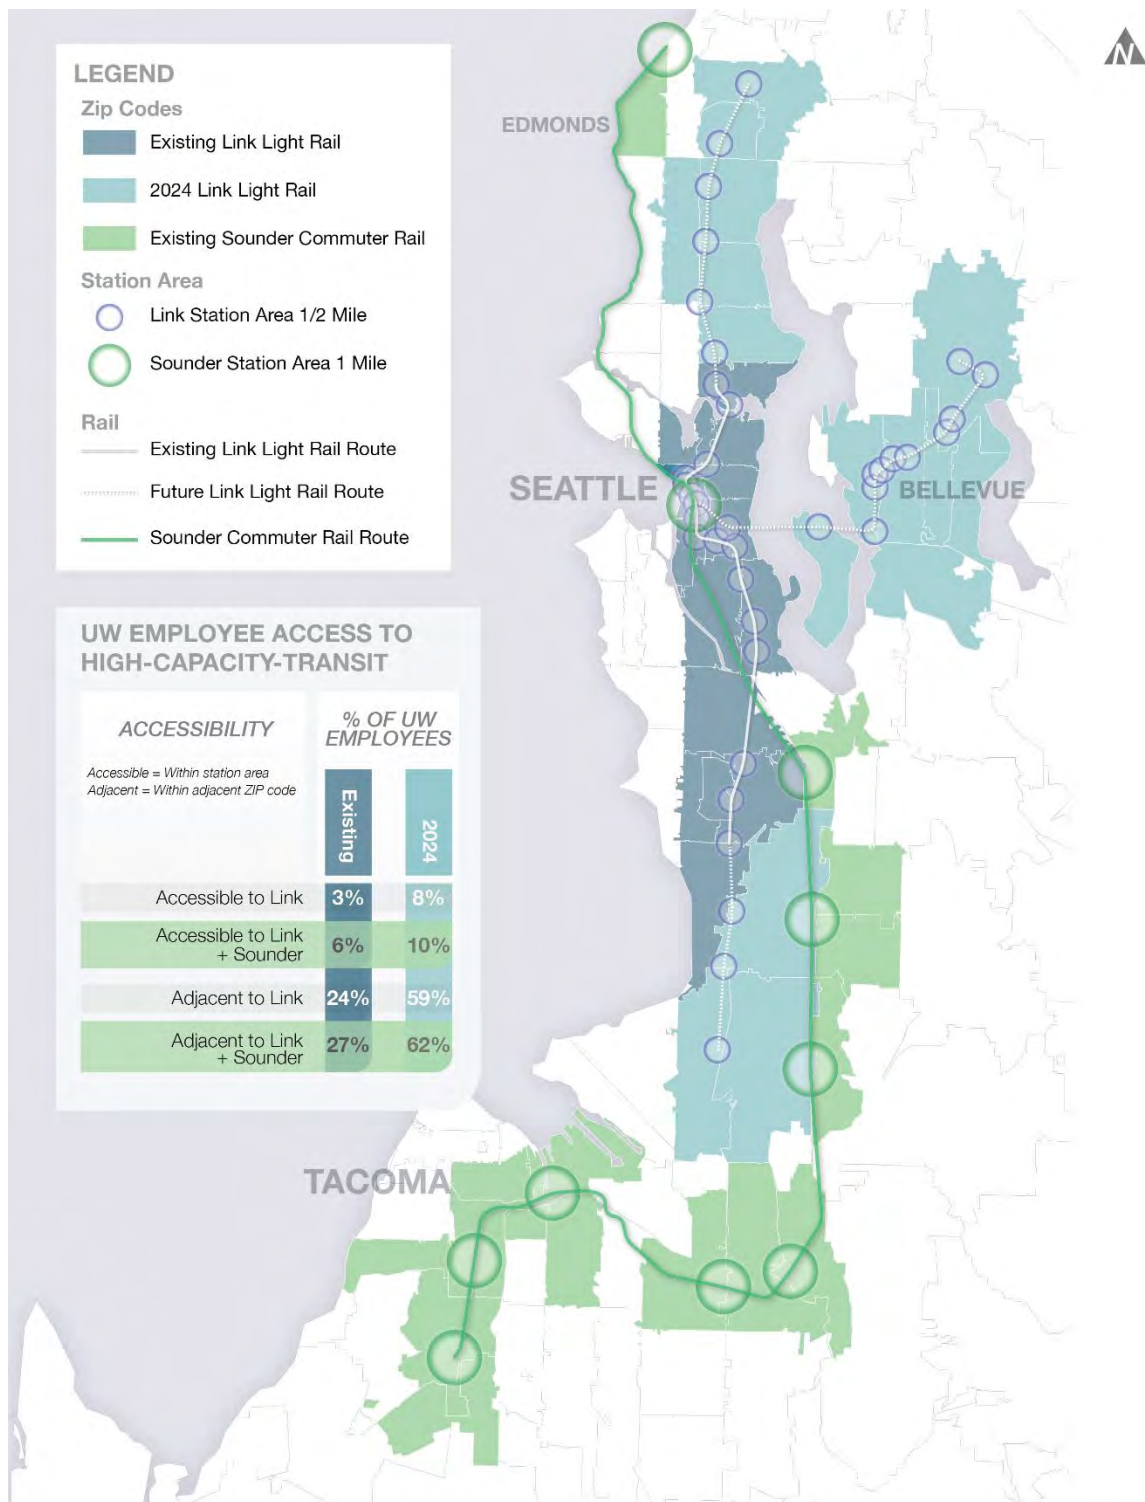 LEGEND
Zip Codes
Existing Link Light Rail
2024 Link Light Rail
Existing Sounder Commuter Rail
Station Area
Link Station Area 1/2 Mile
Sounder Station Area 1 Mile
Rail
Existing Link Light Rail Route
Future Link Light Rail Route
Sounder Commuter Rail Route
N
EDMONDS
SEATTLE
BELLEVUE
UW EMPLOYEE ACCESS TO
HIGH-CAPACITY-TRANSIT
ACCESSIBILITY
% OF UW
EMPLOYEES
Accessible = Within station area
Adjacent = Within adjacent ZIP code
Existing
2024
Accessible to Link 3% 8%
Accessible to Link
+ Sounder 6% 10%
Adjacent to Link 24% 59%
Adjacent to Link
+ Sounder 27% 62%
TACOMA